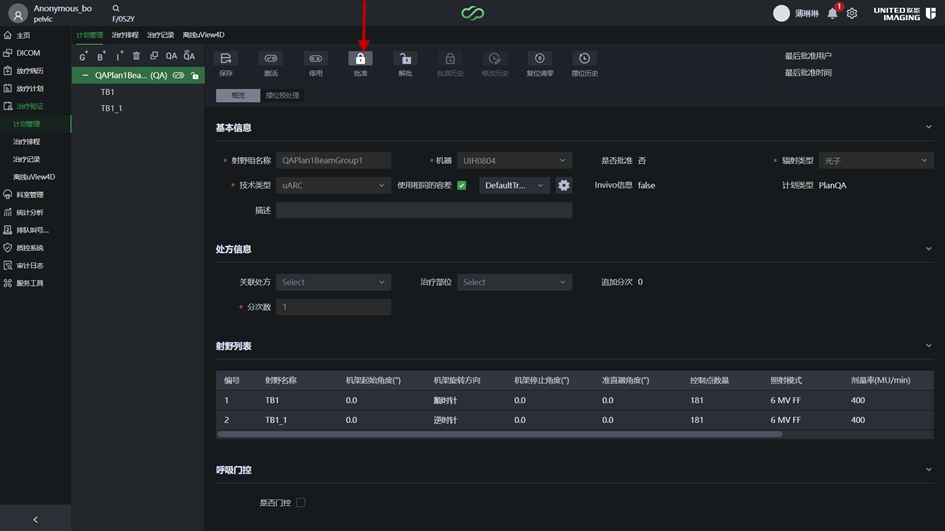 Anonymous_bo
pelvic
F/052Y
薄琳琳
1
UNITED 联影
IMAGING
主页
DICOM
放疗病历
放疗计划
治疗验证
计划管理
治疗排程
治疗记录
离线uView4D
科室管理
统计分析
排队叫号...
质控系统
审计日志
服务工具
计划管理 治疗排程 治疗记录 离线uView4D
G+ B+ I+ QA QA
QAPlan1Bea... (QA)
TB1
TB1_1
保存 激活 停用 批准 解批 批准历史 修改历史 复位清零 摆位历史
最后批准用户
最后批准时间
概览 摆位预处理
基本信息
* 射野组名称 QAPlan1BeamGroup1 * 机器 UIH0804 是否批准 否 * 辐射类型 光子
* 技术类型 uARC 使用相同的容差 DefaultTr... Invivo信息 false 计划类型 PlanQA
描述
处方信息
关联处方 Select 治疗部位 Select 追加分次 0
* 分次数 1
射野列表
编号 射野名称 机架起始角度(°) 机架旋转方向 机架停止角度(°) 准直器角度(°) 控制点数量 照射模式 剂量率(MU/min)
1 TB1 0.0 顺时针 0.0 0.0 181 6 MV FF 400
2 TB1_1 0.0 逆时针 0.0 0.0 181 6 MV FF 400
呼吸门控
是否门控